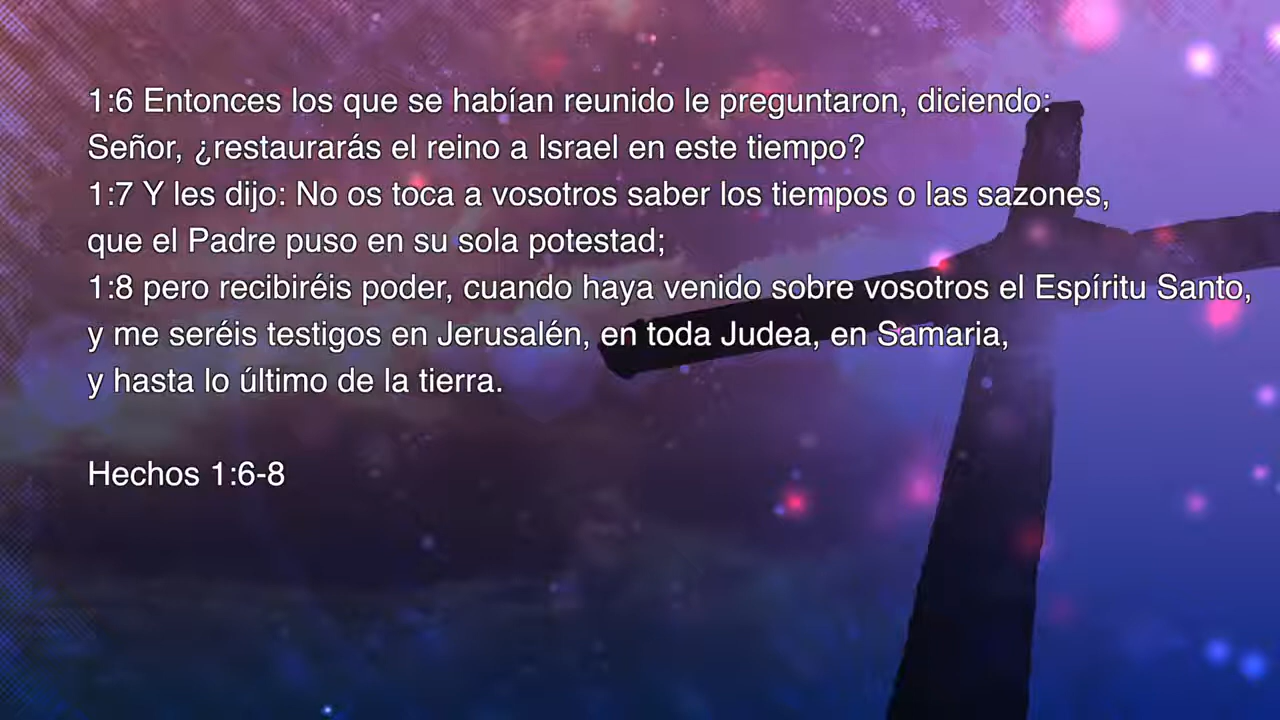 1:6 Entonces los que se habían reunido le preguntaron, diciendo:
Señor, ¿restaurarás el reino a Israel en este tiempo?
1:7 Y les dijo: No os toca a vosotros saber los tiempos o las sazones,
que el Padre puso en su sola potestad;
1:8 pero recibiréis poder, cuando haya venido sobre vosotros el Espíritu Santo,
y me seréis testigos en Jerusalén, en toda Judea, en Samaria,
y hasta lo último de la tierra.
Hechos 1:6-8